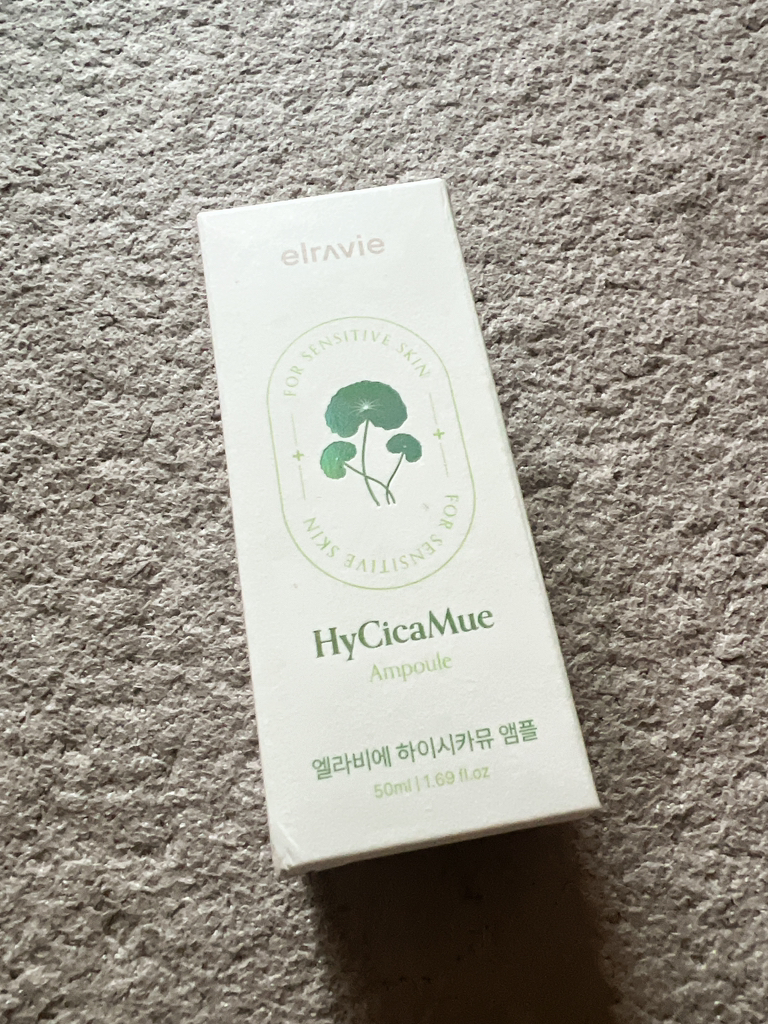 elravie
FOR SENSITIVE SKIN
FOR SENSITIVE SKIN
HyCicaMue
Ampoule
엘라비에 하이시카뮤 앰플
50ml | 1.69 fl.oz